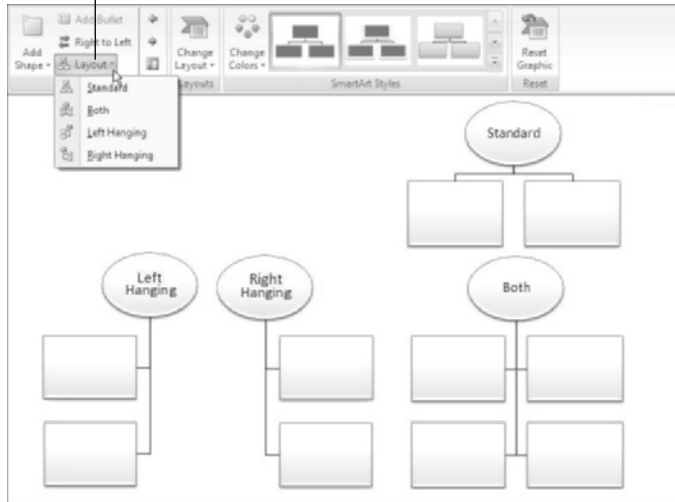 Add Bullet
Right to Left
Add
Shape
Layout
Change
Layout
Change
Colors
Reset
Graphic
Layouts
SmartArt Styles
Reset
Standard
Both
Left Hanging
Right Hanging
Standard
Left
Hanging
Right
Hanging
Both